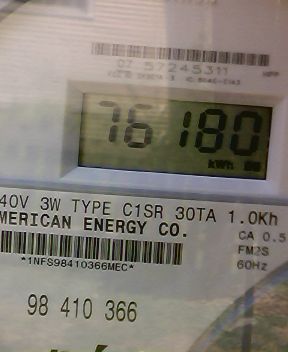 07 57245311
76180
kWh
40V 3W TYPE C1SR 30TA 1.0Kh
MERICAN ENERGY CO.
CA 0.5
FM2S
60Hz
*1NFS98410366MEC*
98 410 366